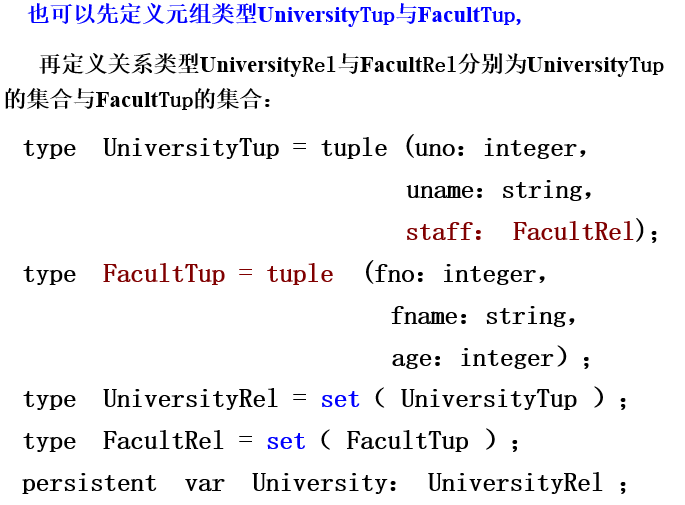 也可以先定义元组类型UniversityTup与FacultTup,
再定义关系类型UniversityRel与FacultRel分别为UniversityTup
的集合与FacultTup的集合：
type UniversityTup = tuple (uno: integer,
uname: string,
staff: FacultRel);
type FacultTup = tuple (fno: integer,
fname: string,
age: integer) ;
type UniversityRel = set ( UniversityTup ) ;
type FacultRel = set ( FacultTup ) ;
persistent var University: UniversityRel ;